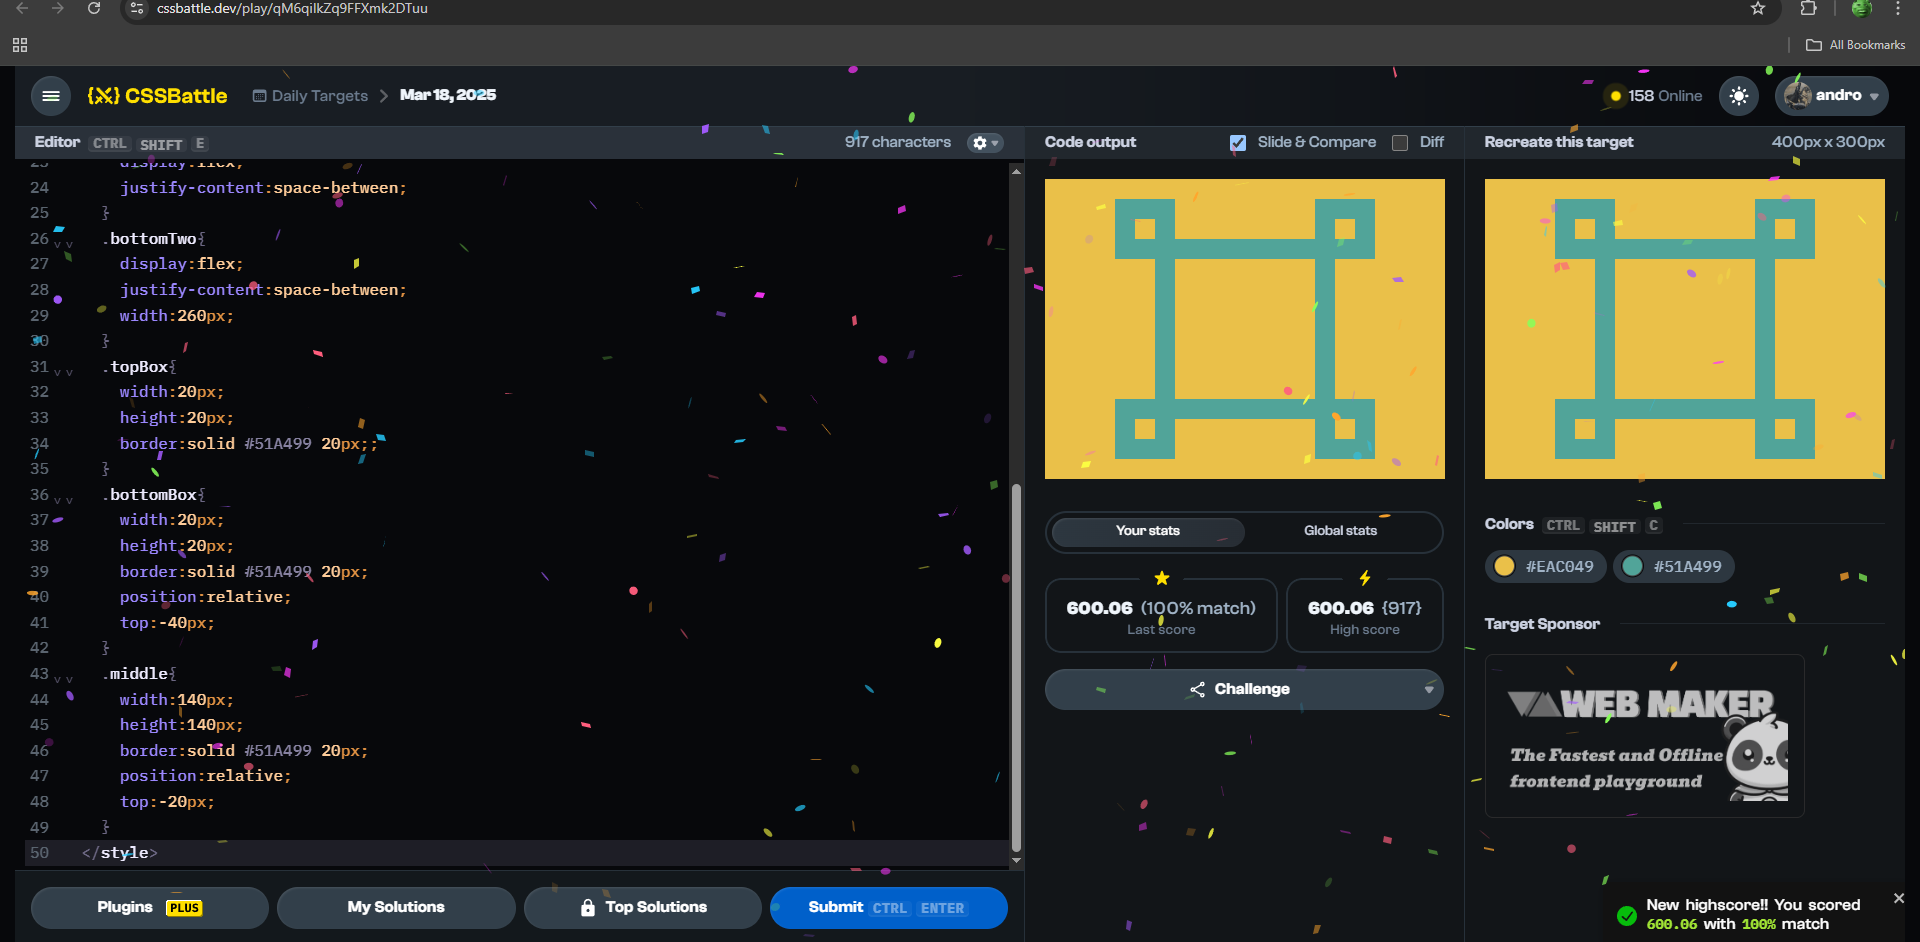 cssbattle.dev/play/qM6qilkZq9FFXmk2DTuu
All Bookmarks
{X} CSSBattle
Daily Targets > Mar 18, 2025
158 Online
andro
Editor CTRL SHIFT E
917 characters
Code output
Slide & Compare
Diff
Recreate this target
400px x 300px
23 display:flex;
24 justify-content:space-between;
25 }
26 .bottomTwo{
27 display:flex;
28 justify-content:space-between;
29 width:260px;
30 }
31 .topBox{
32 width:20px;
33 height:20px;
34 border:solid #51A499 20px;;
35 }
36 .bottomBox{
37 width:20px;
38 height:20px;
39 border:solid #51A499 20px;
40 position:relative;
41 top:-40px;
42 }
43 .middle{
44 width:140px;
45 height:140px;
46 border:solid #51A499 20px;
47 position:relative;
48 top:-20px;
49 }
50 </style>
Your stats
Global stats
600.06 (100% match)
Last score
600.06 {917}
High score
Challenge
Colors CTRL SHIFT C
#EAC049
#51A499
Target Sponsor
WEB MAKER
The Fastest and Offline
frontend playground
Plugins PLUS
My Solutions
Top Solutions
Submit CTRL ENTER
New highscore!! You scored
600.06 with 100% match